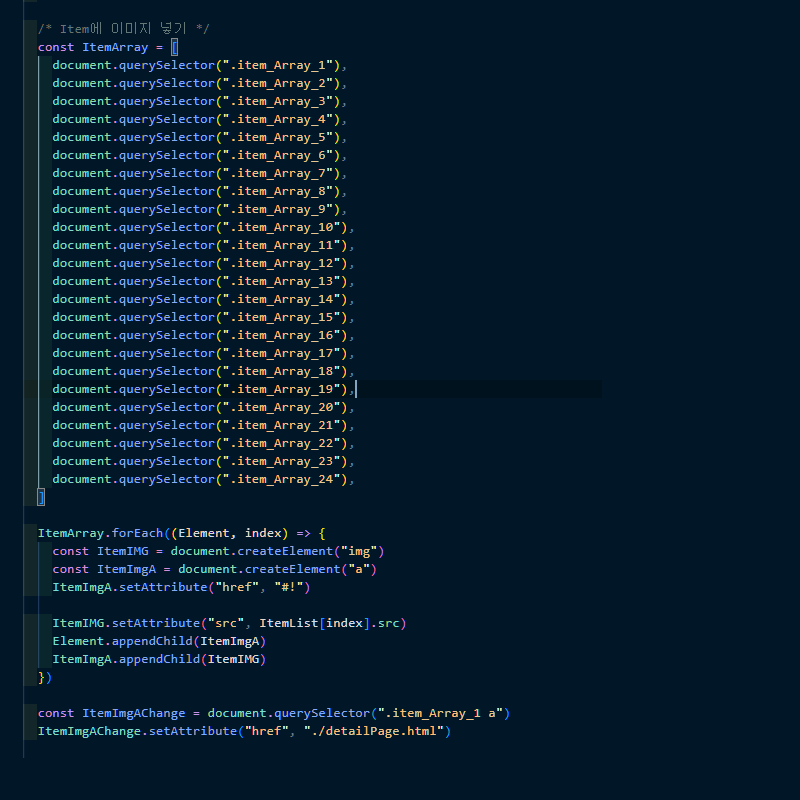 /* Item에 이미지 넣기 */
const ItemArray = [
document.querySelector(".item_Array_1"),
document.querySelector(".item_Array_2"),
document.querySelector(".item_Array_3"),
document.querySelector(".item_Array_4"),
document.querySelector(".item_Array_5"),
document.querySelector(".item_Array_6"),
document.querySelector(".item_Array_7"),
document.querySelector(".item_Array_8"),
document.querySelector(".item_Array_9"),
document.querySelector(".item_Array_10"),
document.querySelector(".item_Array_11"),
document.querySelector(".item_Array_12"),
document.querySelector(".item_Array_13"),
document.querySelector(".item_Array_14"),
document.querySelector(".item_Array_15"),
document.querySelector(".item_Array_16"),
document.querySelector(".item_Array_17"),
document.querySelector(".item_Array_18"),
document.querySelector(".item_Array_19"),
document.querySelector(".item_Array_20"),
document.querySelector(".item_Array_21"),
document.querySelector(".item_Array_22"),
document.querySelector(".item_Array_23"),
document.querySelector(".item_Array_24"),
]
ItemArray.forEach((Element, index) => {
const ItemIMG = document.createElement("img")
const ItemImgA = document.createElement("a")
ItemImgA.setAttribute("href", "#!")
ItemIMG.setAttribute("src", ItemList[index].src)
Element.appendChild(ItemImgA)
ItemImgA.appendChild(ItemIMG)
})
const ItemImgAChange = document.querySelector(".item_Array_1 a")
ItemImgAChange.setAttribute("href", "./detailPage.html")